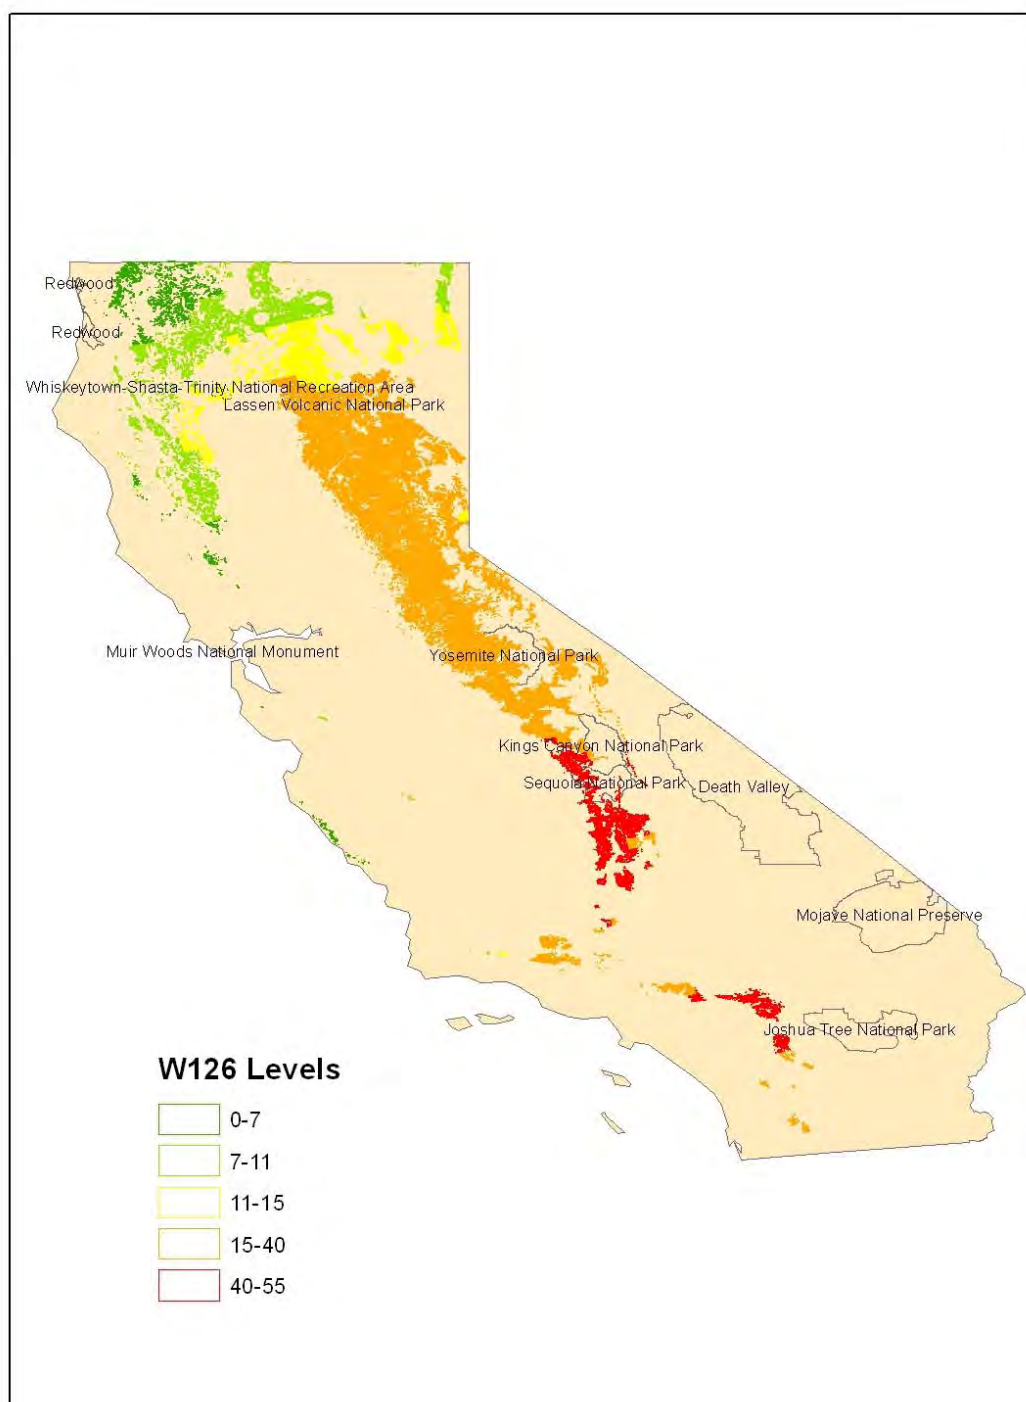 Redwood
Redwood
Whiskeytown-Shasta-Trinity National Recreation Area
Lassen Volcanic National Park
Muir Woods National Monument
Yosemite National Park
Kings Canyon National Park
Sequoia National Park
Death Valley
Mojave National Preserve
Joshua Tree National Park
W126 Levels
0-7
7-11
11-15
15-40
40-55